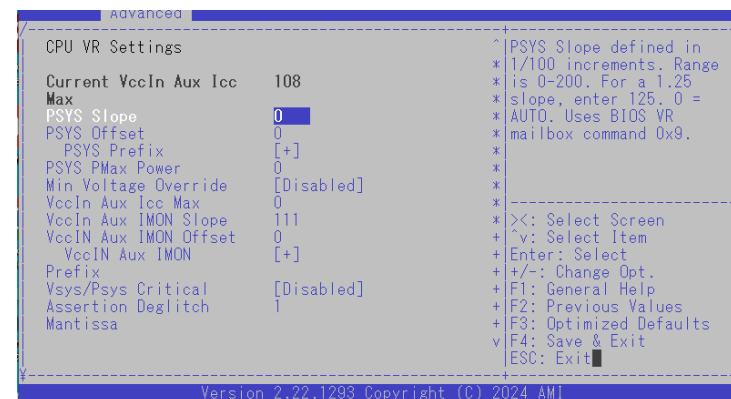 Advanced
CPU VR Settings
Current VccIn Aux Icc Max 108
PSYS Slope 0
PSYS Offset 0
PSYS Prefix [+]
PSYS PMax Power 0
Min Voltage Override [Disabled]
VccIn Aux Icc Max 0
VccIn Aux IMON Slope 111
VccIN Aux IMON Offset 0
VccIN Aux IMON Prefix [+]
Vsys/Psys Critical [Disabled]
Assertion Deglitch Mantissa 1
PSYS Slope defined in
1/100 increments. Range
is 0-200. For a 1.25
slope, enter 125. 0 =
AUTO. Uses BIOS VR
mailbox command 0x9.
><: Select Screen
^v: Select Item
Enter: Select
+/-: Change Opt.
F1: General Help
F2: Previous Values
F3: Optimized Defaults
F4: Save & Exit
ESC: Exit
Version 2.22.1293 Copyright (C) 2024 AMI